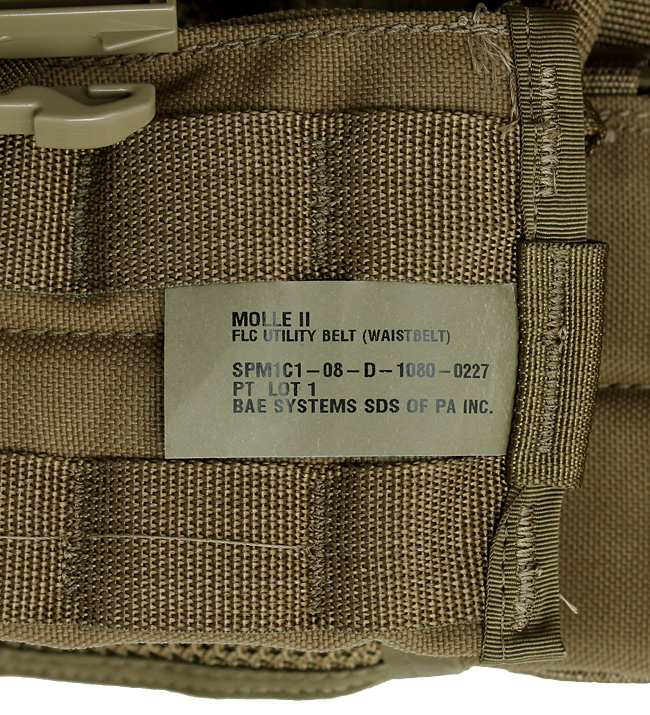 MOLLE II
FLC UTILITY BELT (WAISTBELT)
SPM1C1-08-D-1080-0227
PT LOT 1
BAE SYSTEMS SDS OF PA INC.